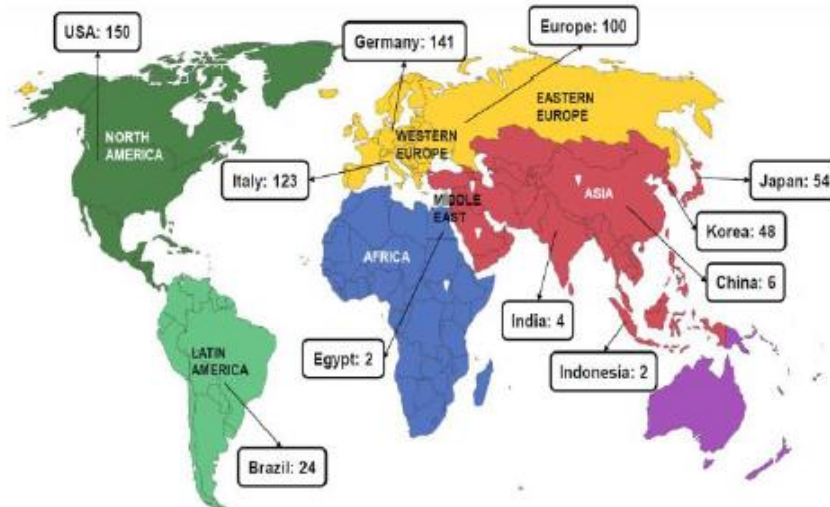 USA: 150
Germany: 141
Europe: 100
NORTH
AMERICA
EASTERN
EUROPE
WESTERN
EUROPE
Italy: 123
MIDDLE
EAST
ASIA
Japan: 54
Korea: 48
AFRICA
China: 6
India: 4
Egypt: 2
Indonesia: 2
LATIN
AMERICA
Brazil: 24